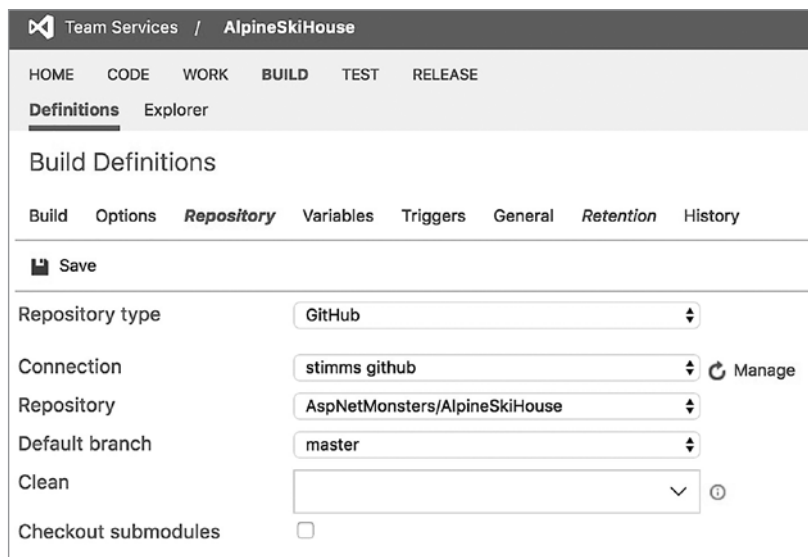 Team Services / AlpineSkiHouse
HOME CODE WORK BUILD TEST RELEASE
Definitions Explorer
Build Definitions
Build Options Repository Variables Triggers General Retention History
Save
Repository type GitHub
Connection stimms github Manage
Repository AspNetMonsters/AlpineSkiHouse
Default branch master
Clean
Checkout submodules